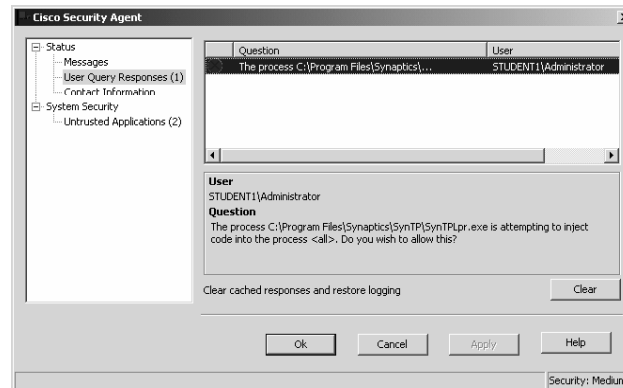 Cisco Security Agent
Status
Messages
User Query Responses (1)
Contact Information
System Security
Untrusted Applications (2)
Question User
The process C:\Program Files\Synaptics\... STUDENT1\Administrator
User
STUDENT1\Administrator
Question
The process C:\Program Files\Synaptics\SynTP\SynTPLpr.exe is attempting to inject
code into the process <all>. Do you wish to allow this?
Clear cached responses and restore logging Clear
Ok Cancel Apply Help
Security: Medium